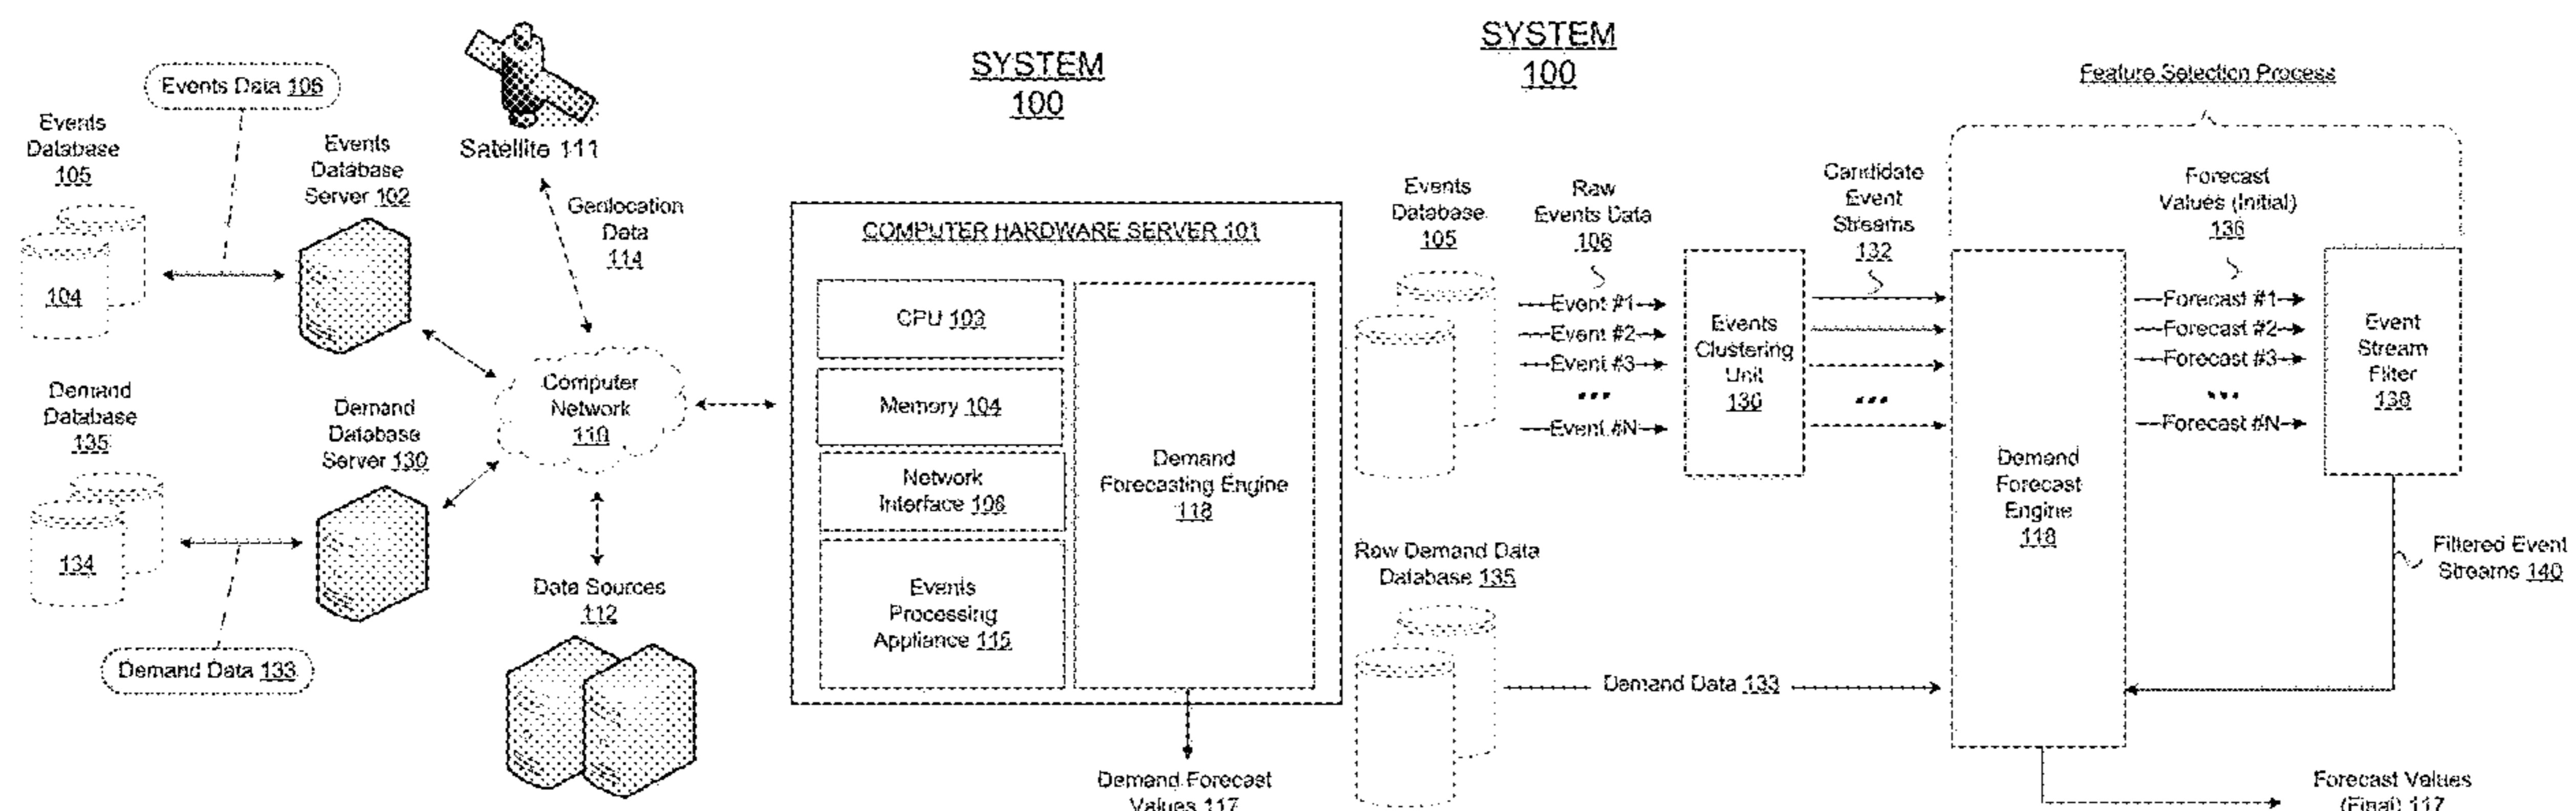 SYSTEM
100
Events Data 106
Events
Database
105
104
Events
Database
Server 102
Satellite 111
Geolocation
Data
114
Demand
Database
135
134
Demand
Database
Server 130
Demand Data 133
Computer
Network
110
Data Sources
112
COMPUTER HARDWARE SERVER 101
CPU 103
Memory 104
Network
Interface 108
Events
Processing
Appliance 115
Demand
Forecasting Engine
118
Demand Forecast
Values 117
SYSTEM
100
Feature Selection Process
Events
Database
105
Raw
Events Data
106
Event #1
Event #2
Event #3
...
Event #N
Events
Clustering
Unit
130
Candidate
Event
Streams
132
...
Demand
Forecast
Engine
118
Forecast
Values (Initial)
136
Forecast #1
Forecast #2
Forecast #3
...
Forecast #N
Event
Stream
Filter
138
Filtered Event
Streams 140
Raw Demand Data
Database 135
Demand Data 133
Forecast Values
(Final) 117